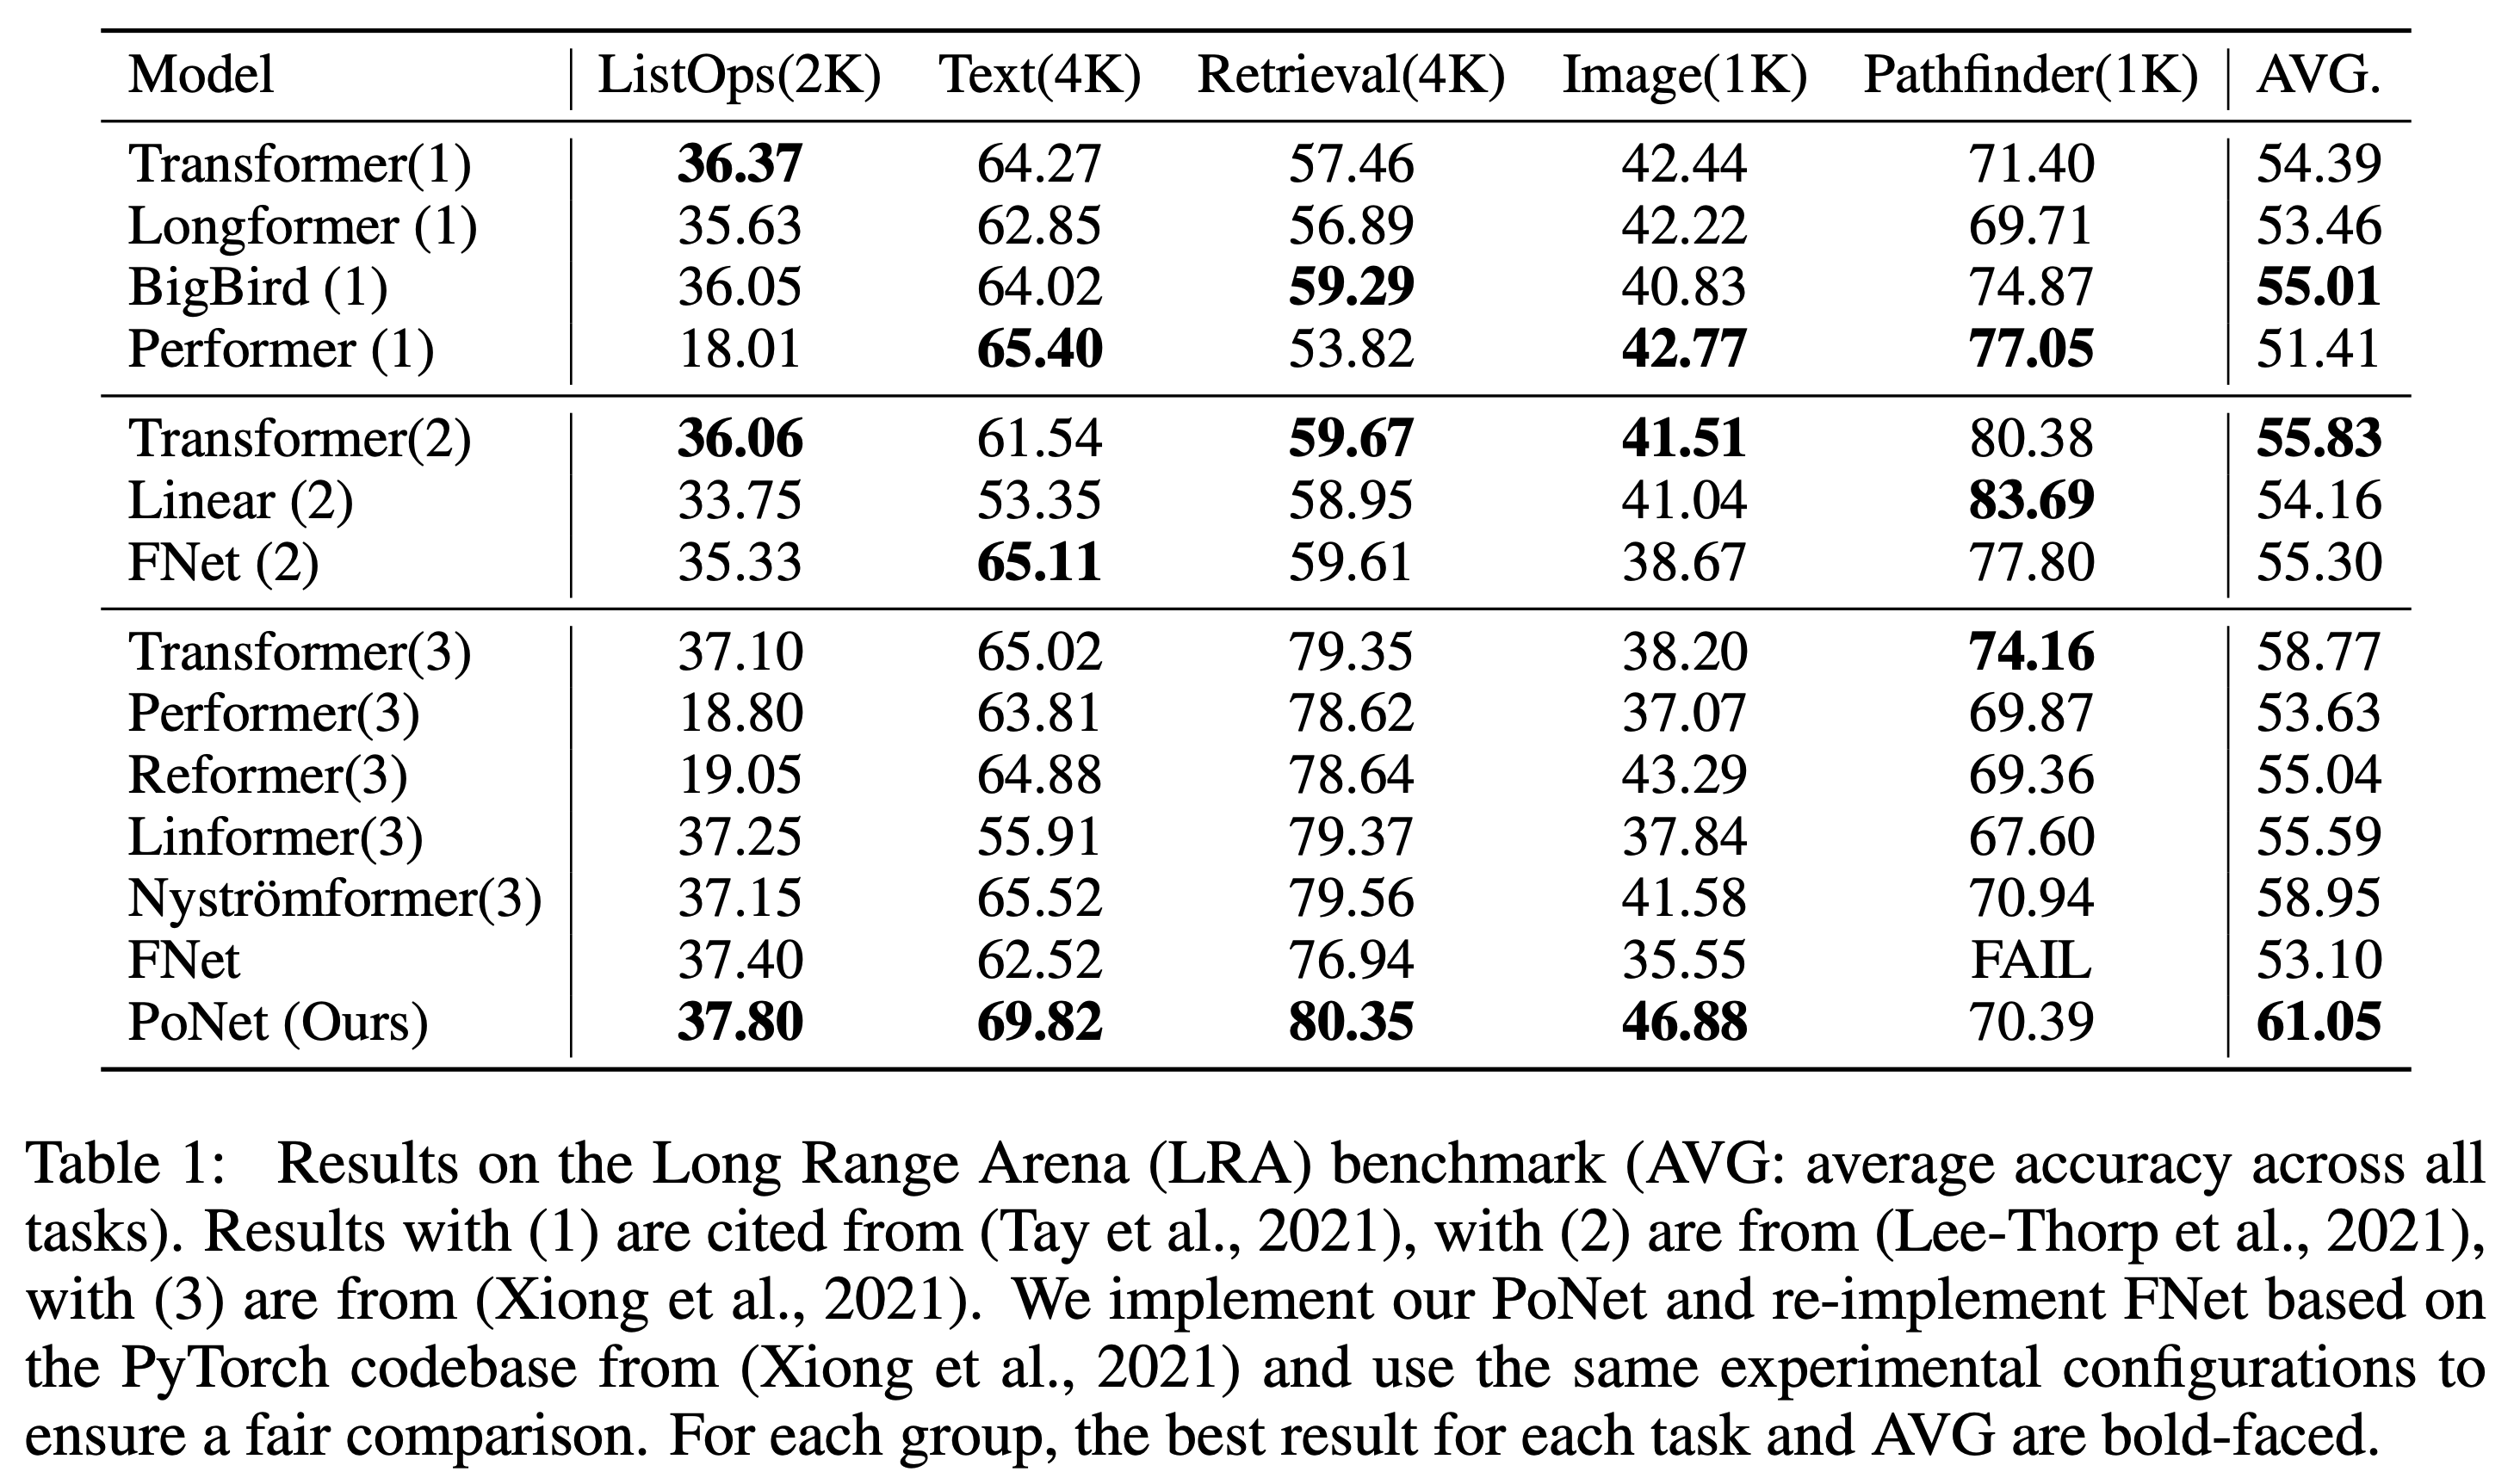 Model ListOps(2K) Text(4K) Retrieval(4K) Image(1K) Pathfinder(1K) AVG.
Transformer(1) 36.37 64.27 57.46 42.44 71.40 54.39
Longformer (1) 35.63 62.85 56.89 42.22 69.71 53.46
BigBird (1) 36.05 64.02 59.29 40.83 74.87 55.01
Performer (1) 18.01 65.40 53.82 42.77 77.05 51.41
Transformer(2) 36.06 61.54 59.67 41.51 80.38 55.83
Linear (2) 33.75 53.35 58.95 41.04 83.69 54.16
FNet (2) 35.33 65.11 59.61 38.67 77.80 55.30
Transformer(3) 37.10 65.02 79.35 38.20 74.16 58.77
Performer(3) 18.80 63.81 78.62 37.07 69.87 53.63
Reformer(3) 19.05 64.88 78.64 43.29 69.36 55.04
Linformer(3) 37.25 55.91 79.37 37.84 67.60 55.59
Nyströmformer(3) 37.15 65.52 79.56 41.58 70.94 58.95
FNet 37.40 62.52 76.94 35.55 FAIL 53.10
PoNet (Ours) 37.80 69.82 80.35 46.88 70.39 61.05
Table 1: Results on the Long Range Arena (LRA) benchmark (AVG: average accuracy across all
tasks). Results with (1) are cited from (Tay et al., 2021), with (2) are from (Lee-Thorp et al., 2021),
with (3) are from (Xiong et al., 2021). We implement our PoNet and re-implement FNet based on
the PyTorch codebase from (Xiong et al., 2021) and use the same experimental configurations to
ensure a fair comparison. For each group, the best result for each task and AVG are bold-faced.